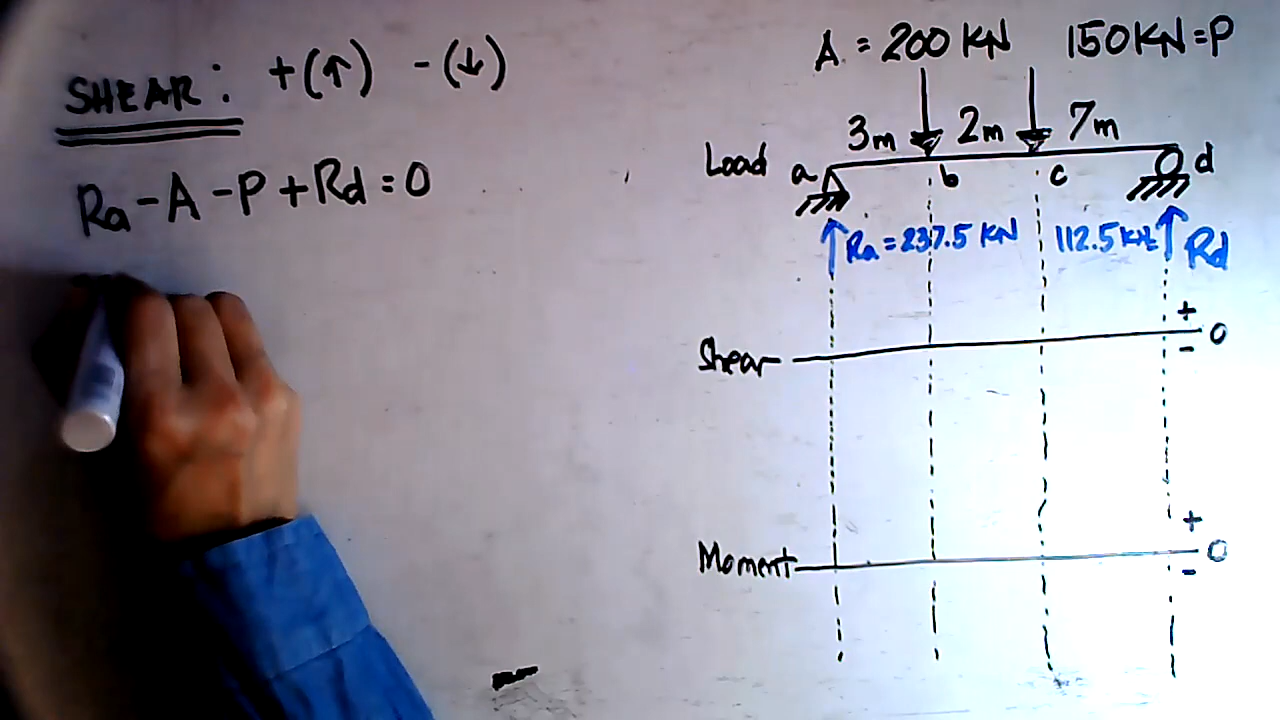 SHEAR: +(↑) -(↓)
Ra - A - P + Rd = 0
A = 200 KN 150KN=P
3m 2m 7m
Load a b c d
Ra = 237.5 KN 112.5 KN Rd
+
Shear 0
-
+
Moment 0
-